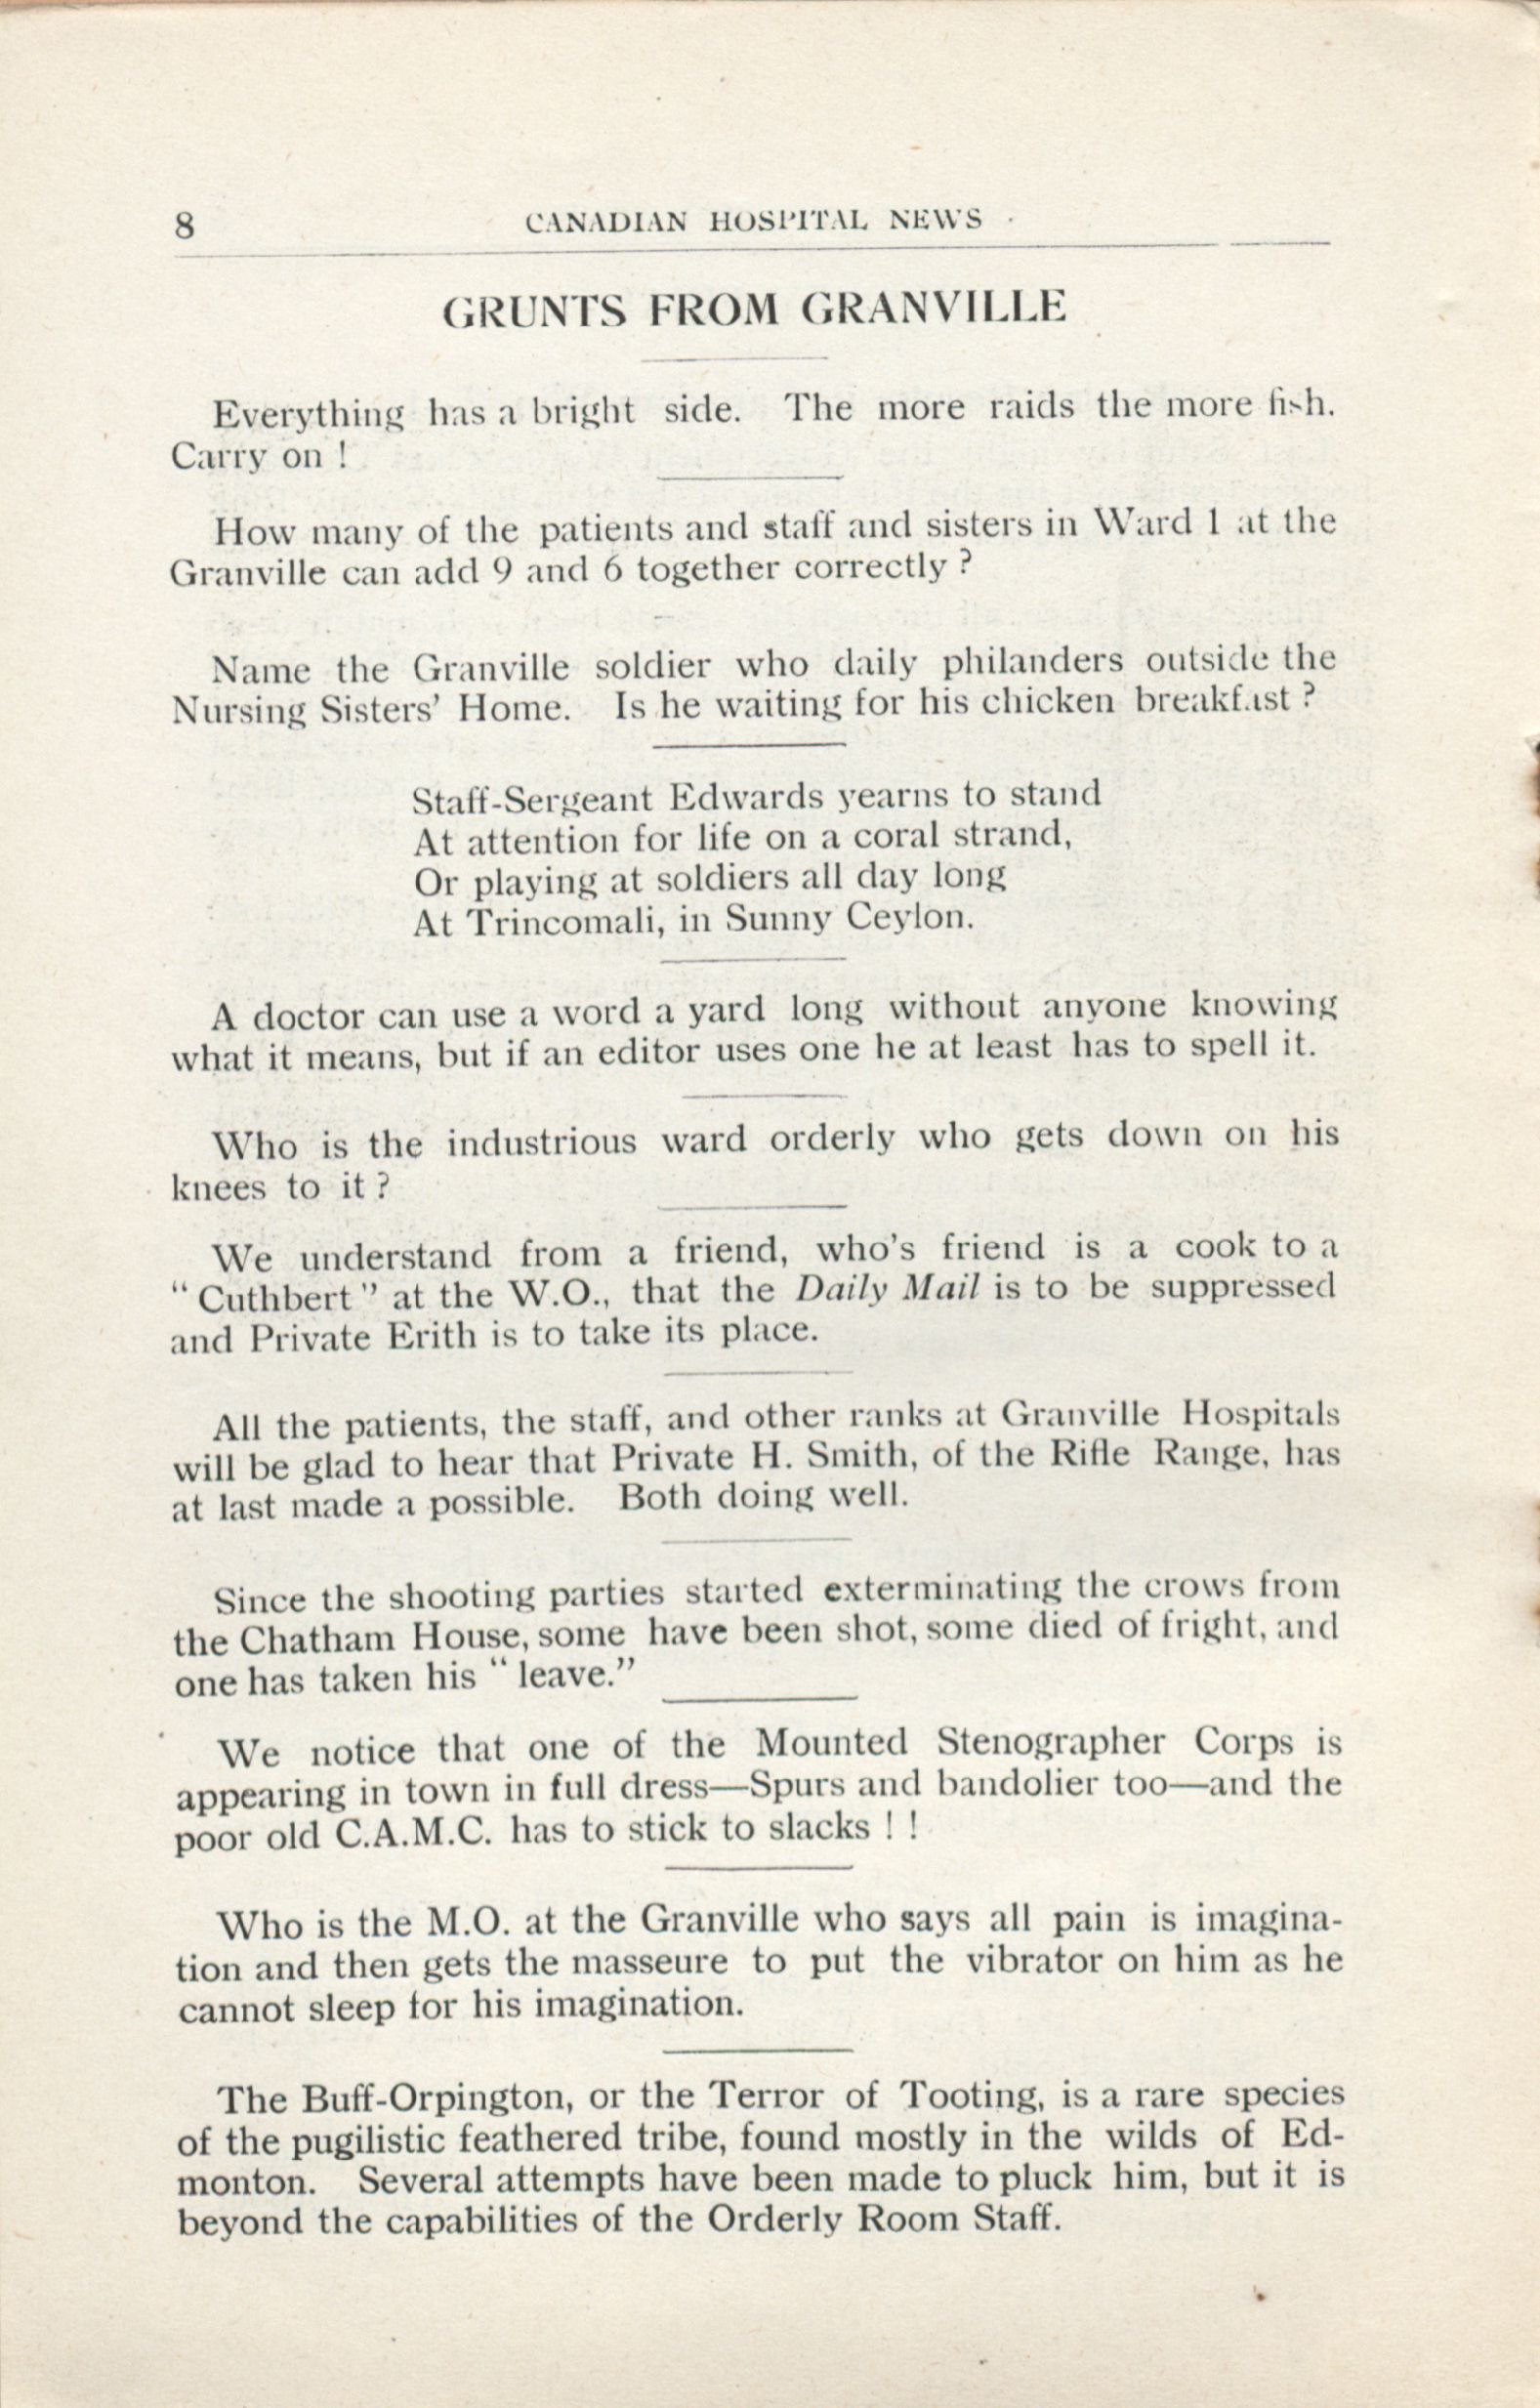 8
CANADIAN HOSPITAL NEWS
GRUNTS FROM GRANVILLE
Everything has a bright side. The more raids the more fish.
Carry on !
How many of the patients and staff and sisters in Ward 1 at the
Granville can add 9 and 6 together correctly ?
Name the Granville soldier who daily philanders outside the
Nursing Sisters' Home. Is he waiting for his chicken breakfast ?
Staff-Sergeant Edwards yearns to stand
At attention for life on a coral strand,
Or playing at soldiers all day long
At Trincomali, in Sunny Ceylon.
A doctor can use a word a yard long without anyone knowing
what it means, but if an editor uses one he at least has to spell it.
Who is the industrious ward orderly who gets down on his
knees to it ?
We understand from a friend, who's friend is a cook to a
"Cuthbert" at the W.O., that the Daily Mail is to be suppressed
and Private Erith is to take its place.
All the patients, the staff, and other ranks at Granville Hospitals
will be glad to hear that Private H. Smith, of the Rifle Range, has
at last made a possible. Both doing well.
Since the shooting parties started exterminating the crows from
the Chatham House, some have been shot, some died of fright, and
one has taken his "leave."
We notice that one of the Mounted Stenographer Corps is
appearing in town in full dress—Spurs and bandolier too—and the
poor old C.A.M.C. has to stick to slacks ! !
Who is the M.O. at the Granville who says all pain is imagina-
tion and then gets the masseure to put the vibrator on him as he
cannot sleep for his imagination.
The Buff-Orpington, or the Terror of Tooting, is a rare species
of the pugilistic feathered tribe, found mostly in the wilds of Ed-
monton. Several attempts have been made to pluck him, but it is
beyond the capabilities of the Orderly Room Staff.